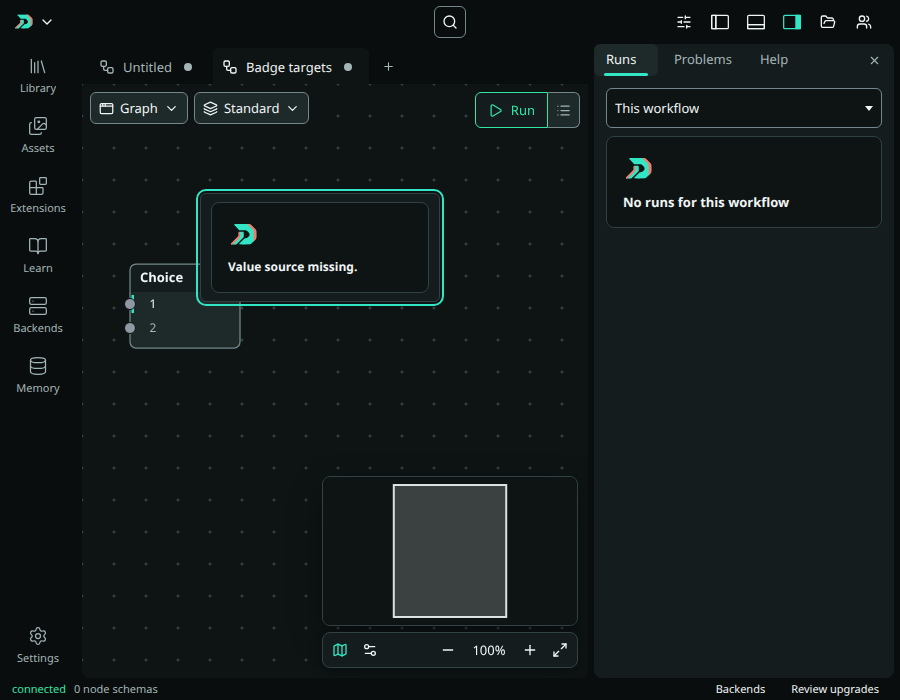 Untitled
Badge targets
Runs
Problems
Help
Library
Assets
Extensions
Learn
Backends
Memory
Settings
Graph
Standard
Run
This workflow
No runs for this workflow
Value source missing.
Choice
1
2
100%
connected
0 node schemas
Backends
Review upgrades